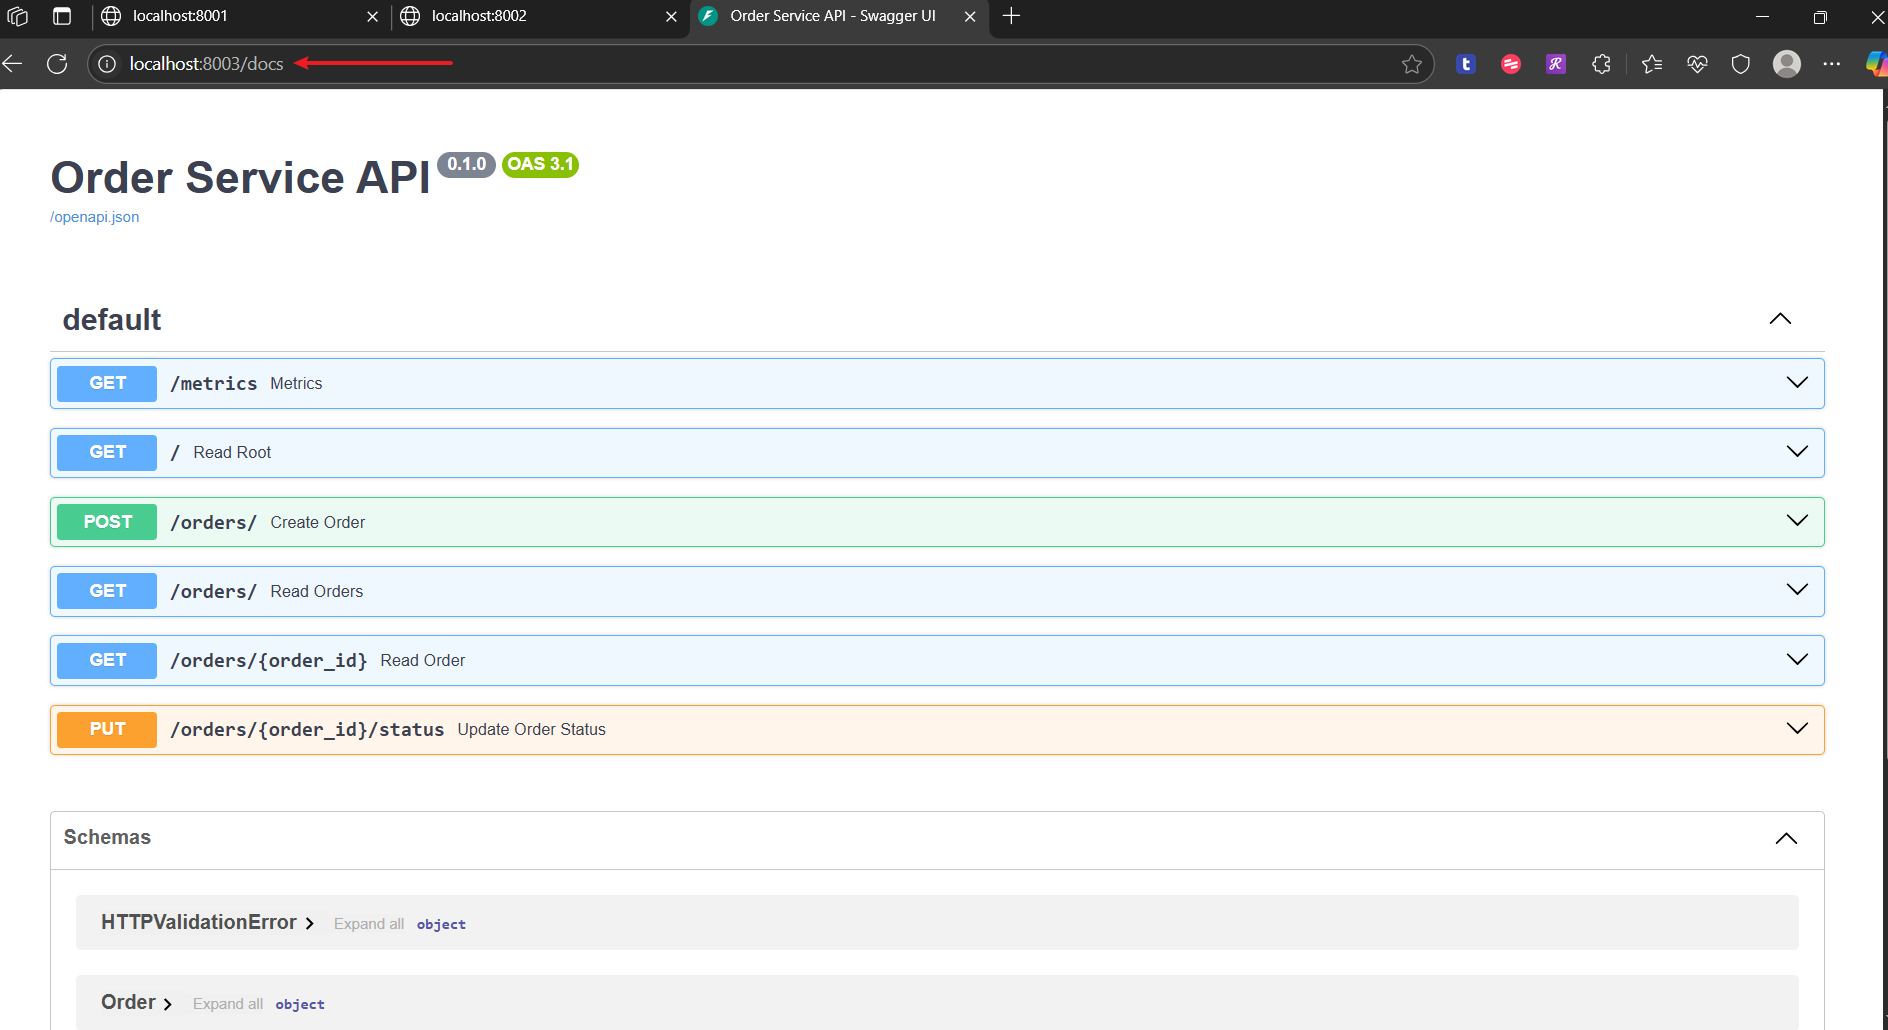 localhost:8001
localhost:8002
Order Service API - Swagger UI
localhost:8003/docs
Order Service API 0.1.0 OAS 3.1
/openapi.json
default
GET /metrics Metrics
GET / Read Root
POST /orders/ Create Order
GET /orders/ Read Orders
GET /orders/{order_id} Read Order
PUT /orders/{order_id}/status Update Order Status
Schemas
HTTPValidationError Expand all object
Order Expand all object